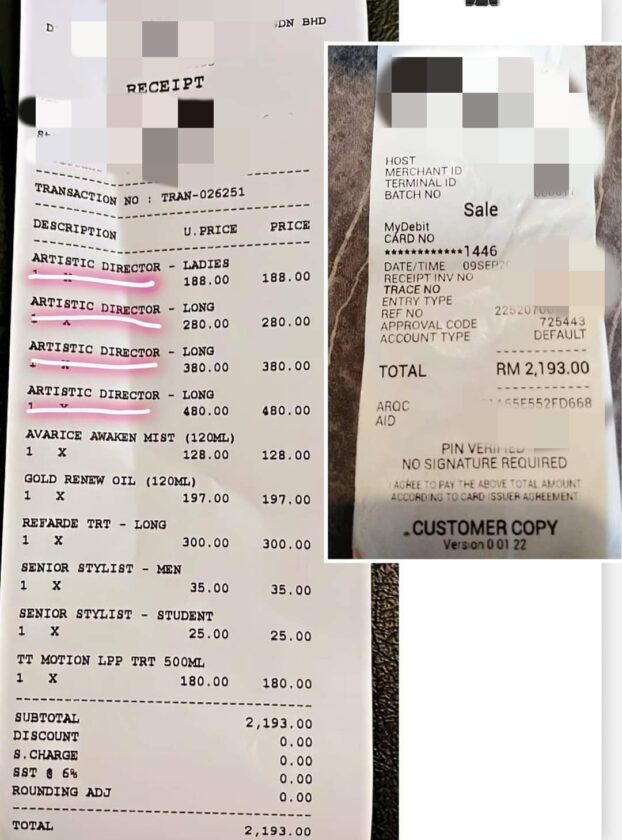 SDN BHD
RECEIPT
TRANSACTION NO : TRAN-026251
DESCRIPTION U.PRICE PRICE
ARTISTIC DIRECTOR - LADIES
1 X 188.00 188.00
ARTISTIC DIRECTOR - LONG
1 X 280.00 280.00
ARTISTIC DIRECTOR - LONG
1 X 380.00 380.00
ARTISTIC DIRECTOR - LONG
1 X 480.00 480.00
AVARICE AWAKEN MIST (120ML)
1 X 128.00 128.00
GOLD RENEW OIL (120ML)
1 X 197.00 197.00
REFARDE TRT - LONG
1 X 300.00 300.00
SENIOR STYLIST - MEN
1 X 35.00 35.00
SENIOR STYLIST - STUDENT
1 X 25.00 25.00
TT MOTION LPP TRT 500ML
1 X 180.00 180.00
SUBTOTAL 2,193.00
DISCOUNT 0.00
S.CHARGE 0.00
SST @ 6% 0.00
ROUNDING ADJ 0.00
TOTAL 2,193.00
HOST
MERCHANT ID
TERMINAL ID
BATCH NO
Sale
MyDebit
CARD NO
************1446
DATE/TIME 09SEP
RECEIPT INV NO
TRACE NO
ENTRY TYPE
REF NO
APPROVAL CODE 725443
ACCOUNT TYPE DEFAULT
TOTAL RM 2,193.00
ARQC
AID
PIN VERIFIED
NO SIGNATURE REQUIRED
I AGREE TO PAY THE ABOVE TOTAL AMOUNT
ACCORDING TO CARD ISSUER AGREEMENT
CUSTOMER COPY
Version 0 01 22